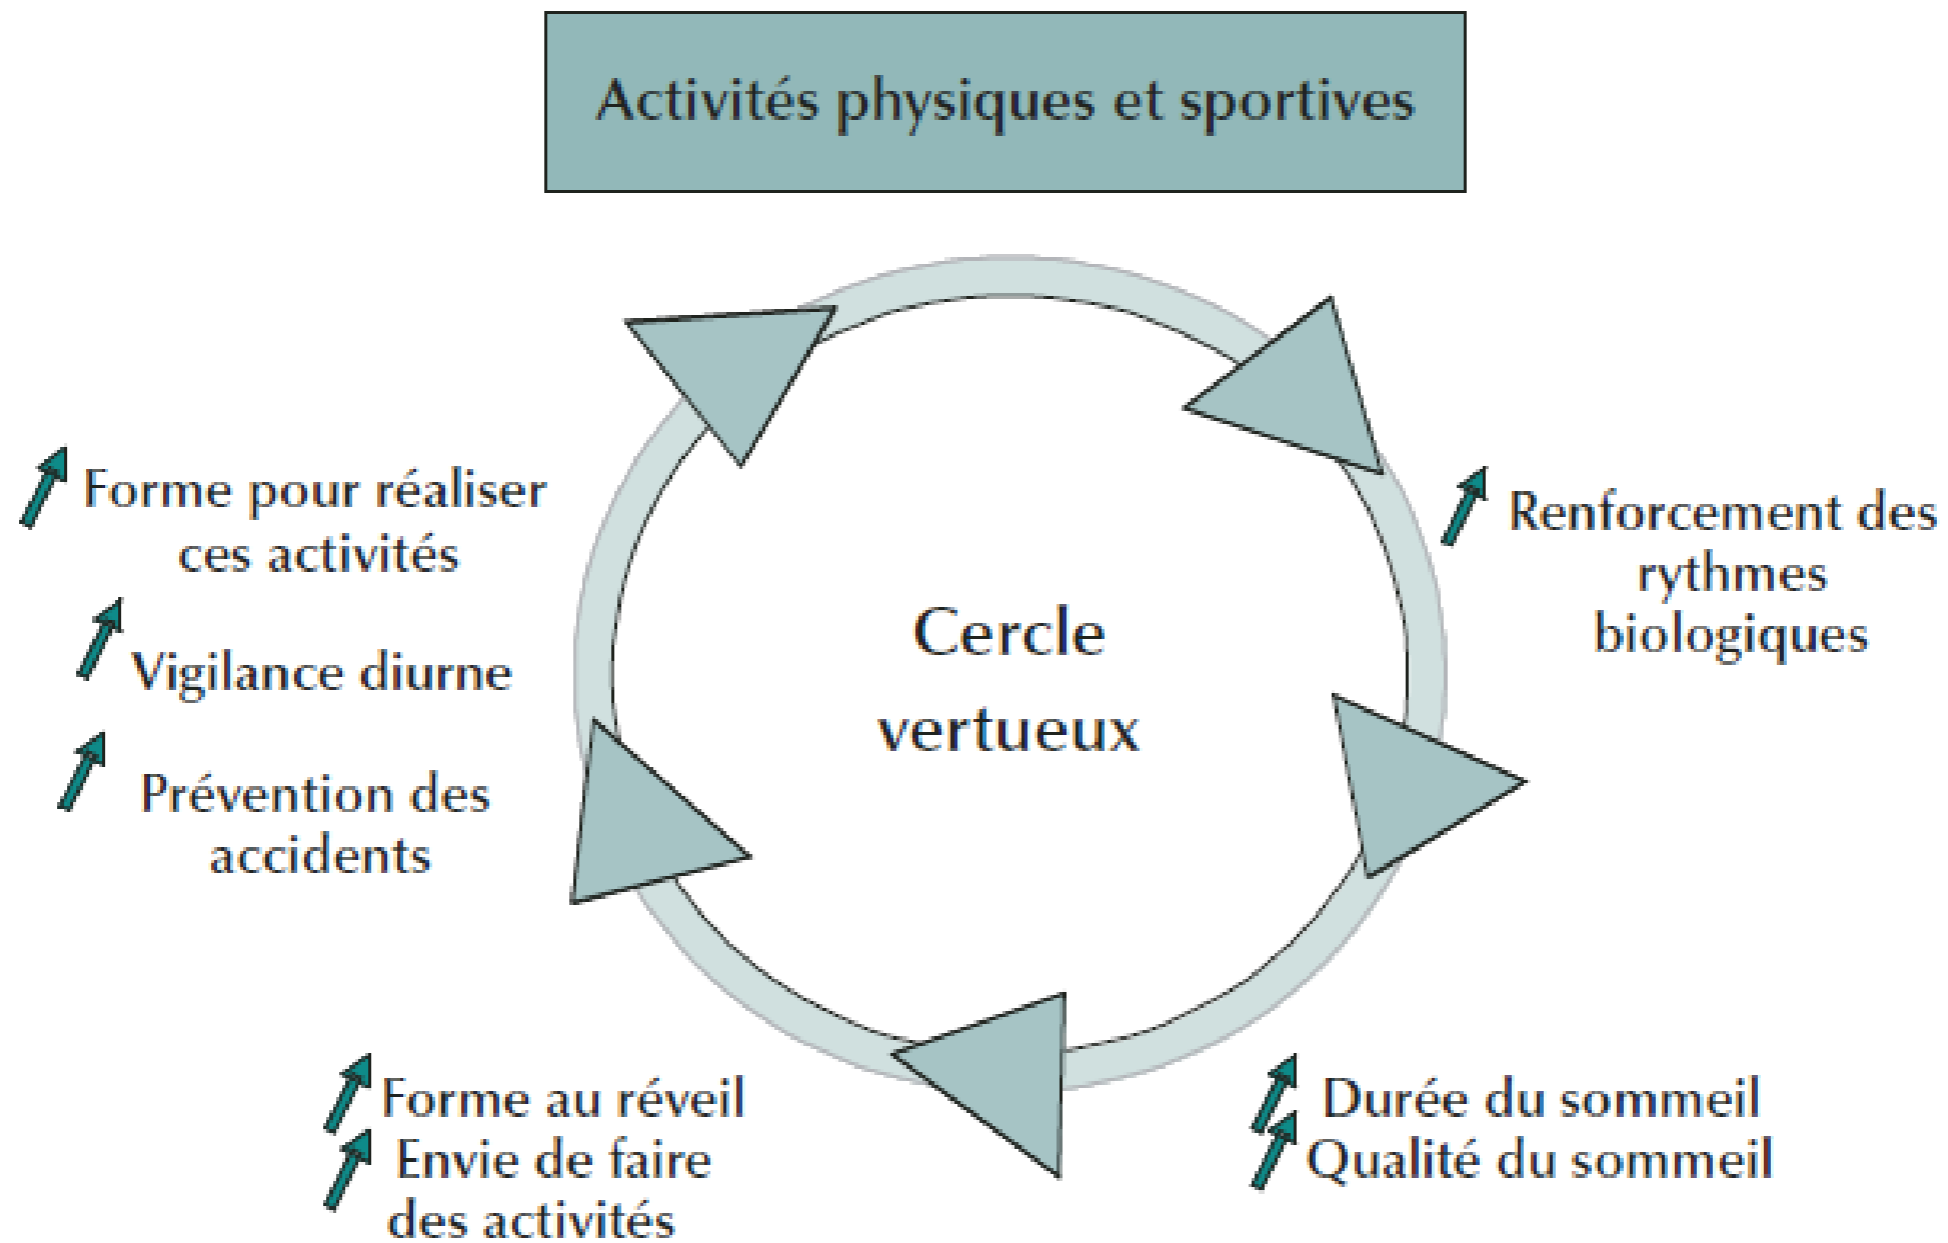 Activités physiques et sportives
Renforcement des
rythmes
biologiques
Durée du sommeil
Qualité du sommeil
Forme au réveil
Envie de faire
des activités
Forme pour réaliser
ces activités
Vigilance diurne
Prévention des
accidents
Cercle
vertueux